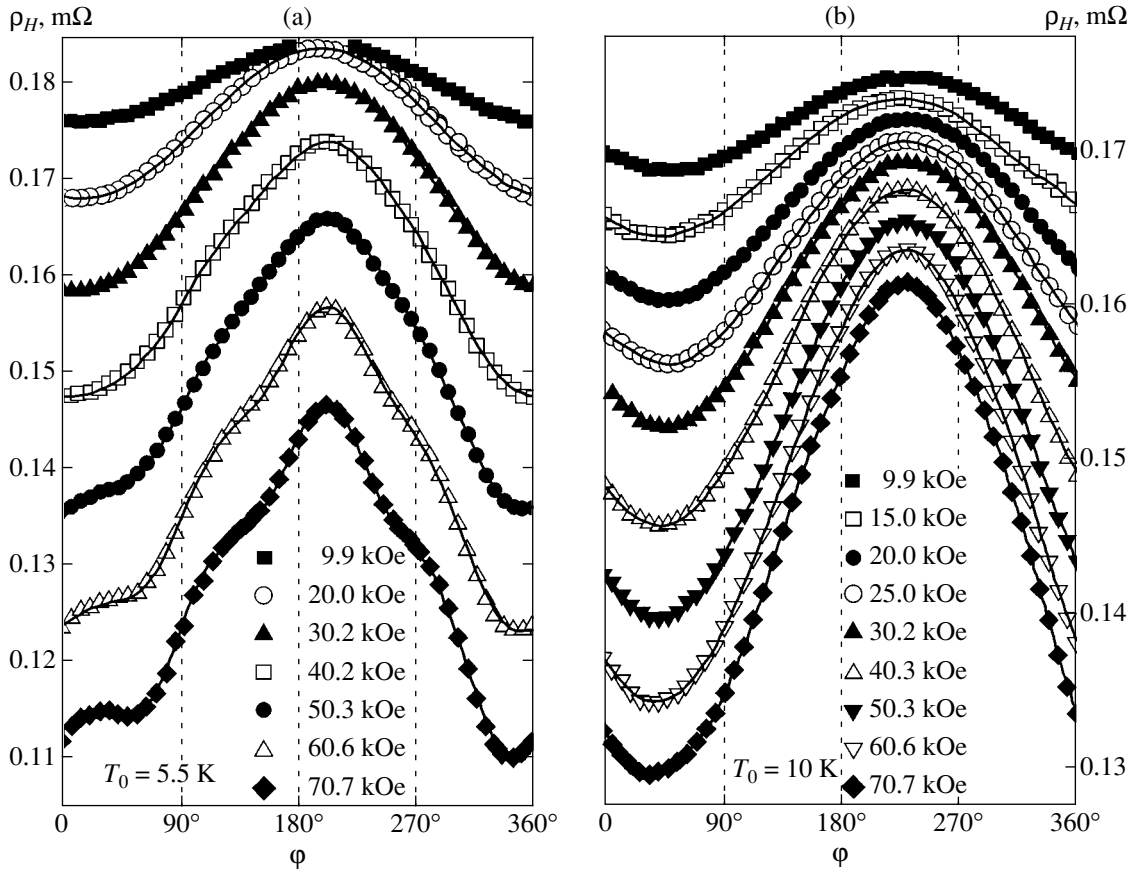 ρH, mΩ
(a)
0.18
0.17
0.16
0.15
0.14
0.13
0.12
0.11
9.9 kOe
20.0 kOe
30.2 kOe
40.2 kOe
50.3 kOe
60.6 kOe
70.7 kOe
T0 = 5.5 K
0
90°
180°
270°
360°
φ
(b)
ρH, mΩ
0.17
0.16
0.15
0.14
0.13
9.9 kOe
15.0 kOe
20.0 kOe
25.0 kOe
30.2 kOe
40.3 kOe
50.3 kOe
60.6 kOe
70.7 kOe
T0 = 10 K
0
90°
180°
270°
360°
φ